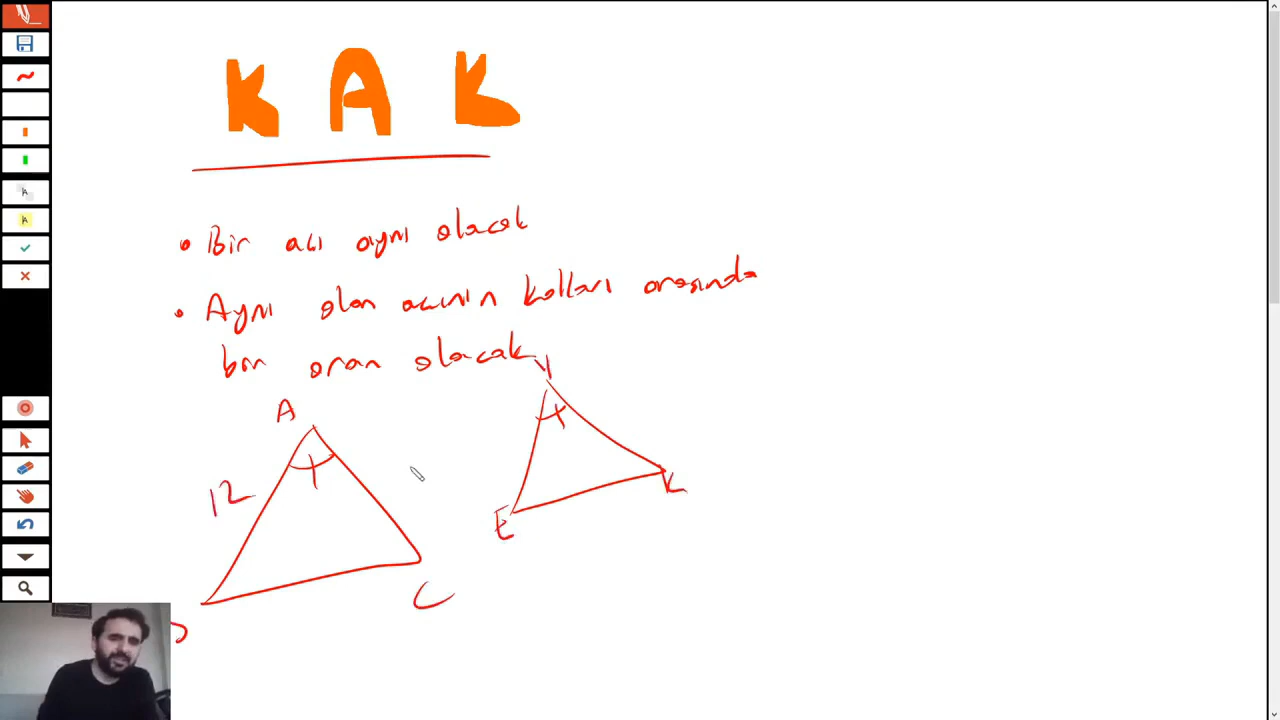 KAK
• Bir açı aynı olacak
• Aynı olan açının kolları arasında
bir oran olacak
A
12
C
E
K